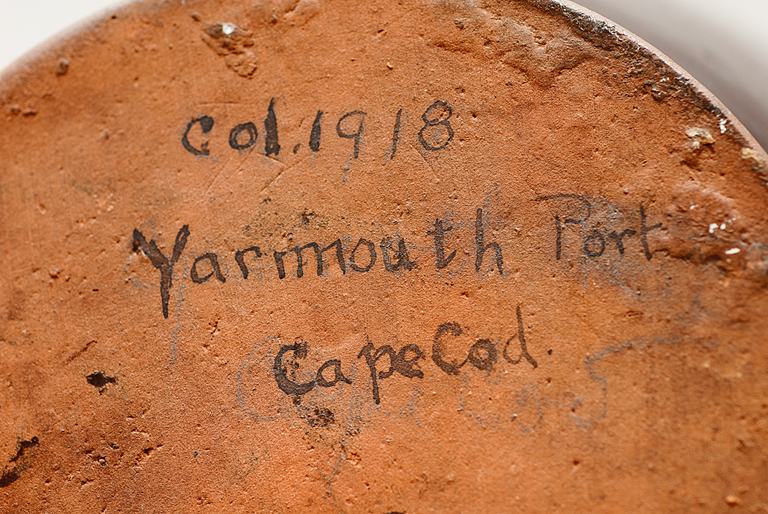 Col. 1918
Yarmouth Port
Cape Cod